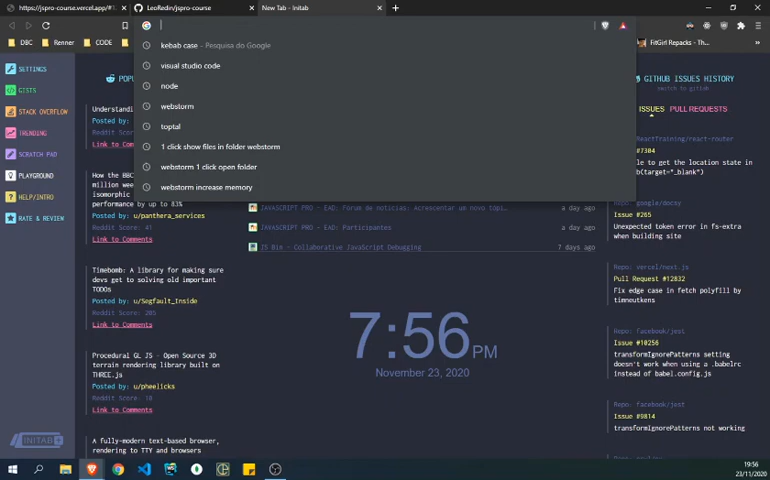 https://jspro-course.vercel.app/#1
LeoRedin/jspro-course
New Tab - Initab
DBC
Renner
CODE
FitGirl Repacks - Th...
kebab case - Pesquisa do Google
visual studio code
node
webstorm
toptal
1 click show files in folder webstorm
webstorm 1 click open folder
webstorm increase memory
SETTINGS
GISTS
STACK OVERFLOW
TRENDING
SCRATCH PAD
PLAYGROUND
HELP/INTRO
RATE & REVIEW
INITAB
POPU
Understandi
Posted by:
Reddit Score:
Link to Comm
How the BBC
million wee
isomorphic
performance by up to 83%
Posted by: u/panthera_services
Reddit Score: 41
Link to Comments
Timebomb: A library for making sure
devs get to solving old important
TODOs
Posted by: u/Segfault_Inside
Reddit Score: 205
Link to Comments
Procedural GL JS - Open Source 3D
terrain rendering library built on
THREE.js
Posted by: u/pheelicks
Reddit Score: 10
Link to Comments
A fully-modern text-based browser,
rendering to TTY and browsers
JAVASCRIPT PRO - EAD: Fórum de notícias: Acrescentar um novo tópi...
a day ago
JAVASCRIPT PRO - EAD: Participantes
a day ago
JS Bin - Collaborative JavaScript Debugging
7 days ago
7:56 PM
November 23, 2020
GITHUB ISSUES HISTORY
switch to gitlab
ISSUES
PULL REQUESTS
ReactTraining/react-router
#7304
le to get the location state in
b(target="_blank")
Repo: google/docsy
Issue #265
Unexpected token error in fs-extra
when building site
Repo: vercel/next.js
Pull Request #12832
Fix edge case in fetch polyfill by
timneutkens
Repo: facebook/jest
Issue #10256
transformIgnorePatterns setting
doesn't work when using a .babelrc
instead of babel.config.js
Repo: facebook/jest
Issue #9814
transformIgnorePatterns not working
19:56
23/11/2020